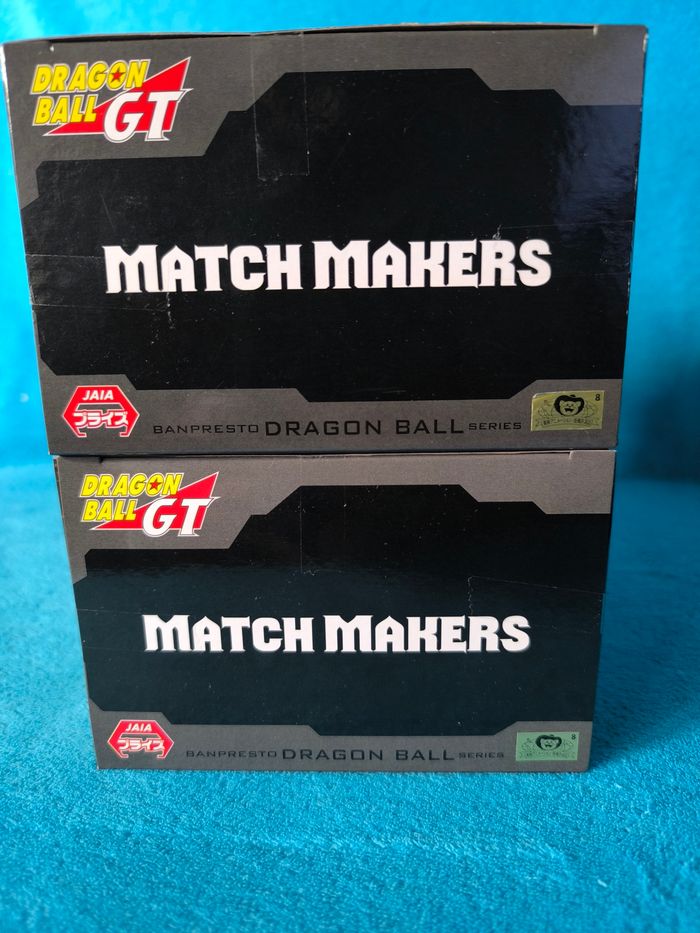 DRAGON
BALL GT
MATCH MAKERS
JAIA
プライズ
BANPRESTO DRAGON BALL SERIES
8
DRAGON
BALL GT
MATCH MAKERS
JAIA
プライズ
BANPRESTO DRAGON BALL SERIES
8